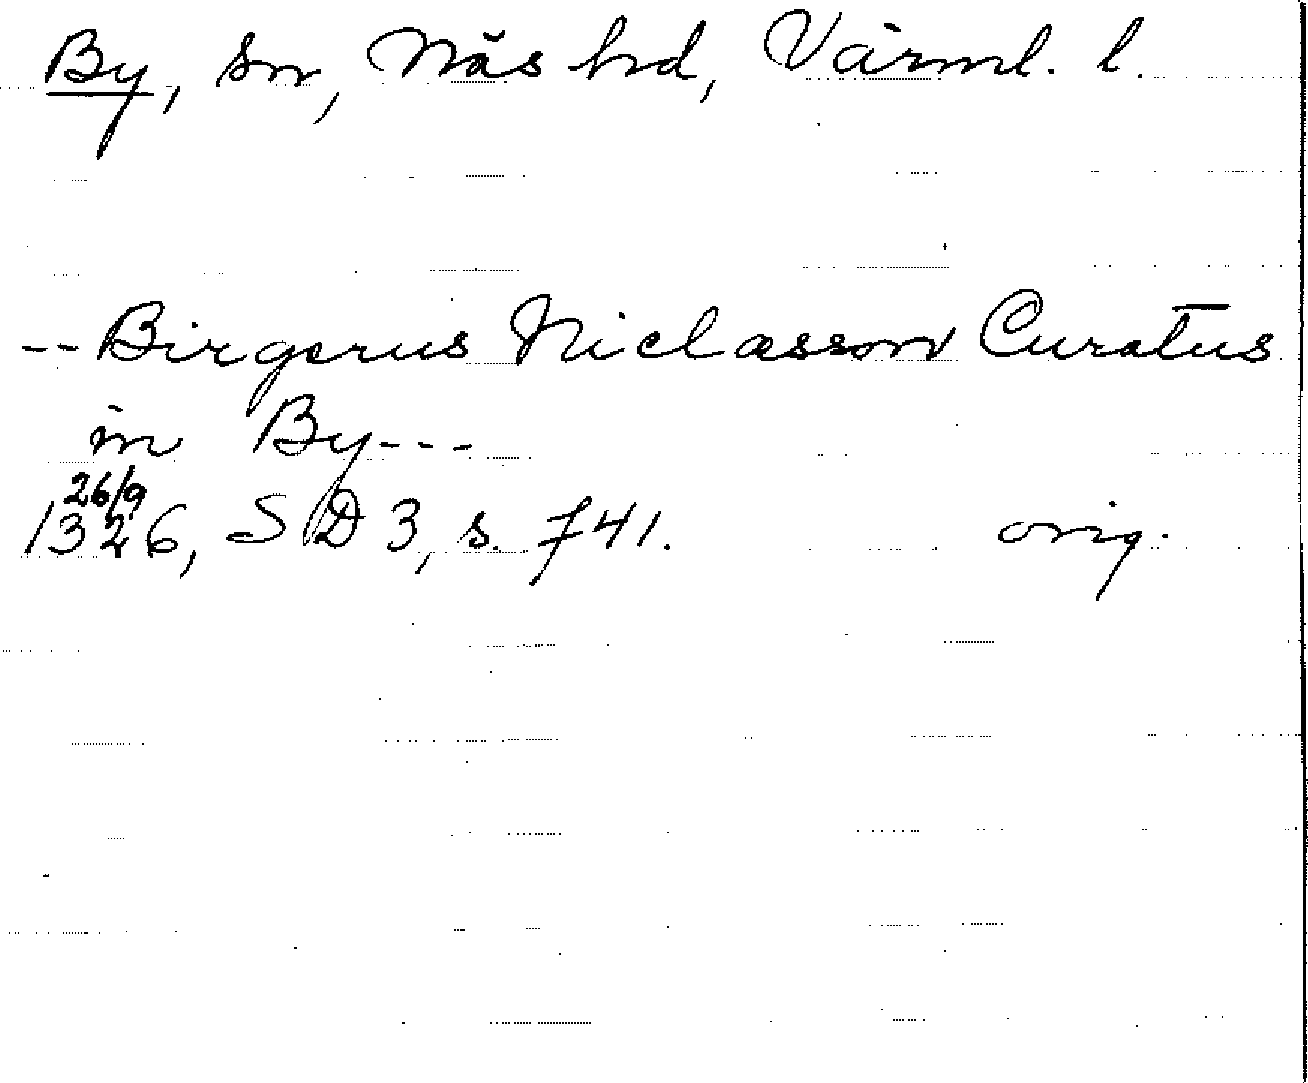 By, sn, Näs hd, Värml. l.
--Birgerus Niclasson Curatus
in By---
26/9
1326, SD 3, s. 741. orig.